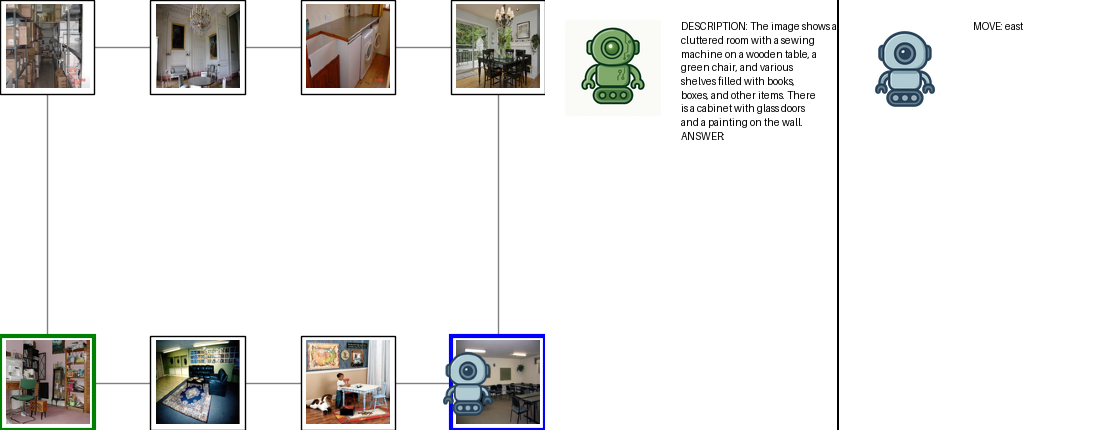 DESCRIPTION: The image shows a
cluttered room with a sewing
machine on a wooden table, a
green chair, and various
shelves filled with books,
boxes, and other items. There
is a cabinet with glass doors
and a painting on the wall.
ANSWER:
MOVE: east